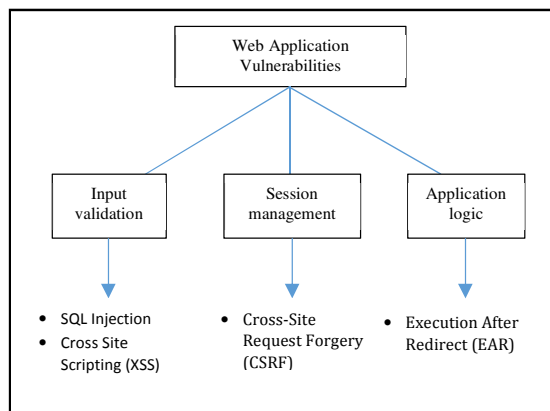 Web Application
Vulnerabilities
Input
validation
Session
management
Application
logic
• SQL Injection
• Cross Site
Scripting (XSS)
• Cross-Site
Request Forgery
(CSRF)
• Execution After
Redirect (EAR)